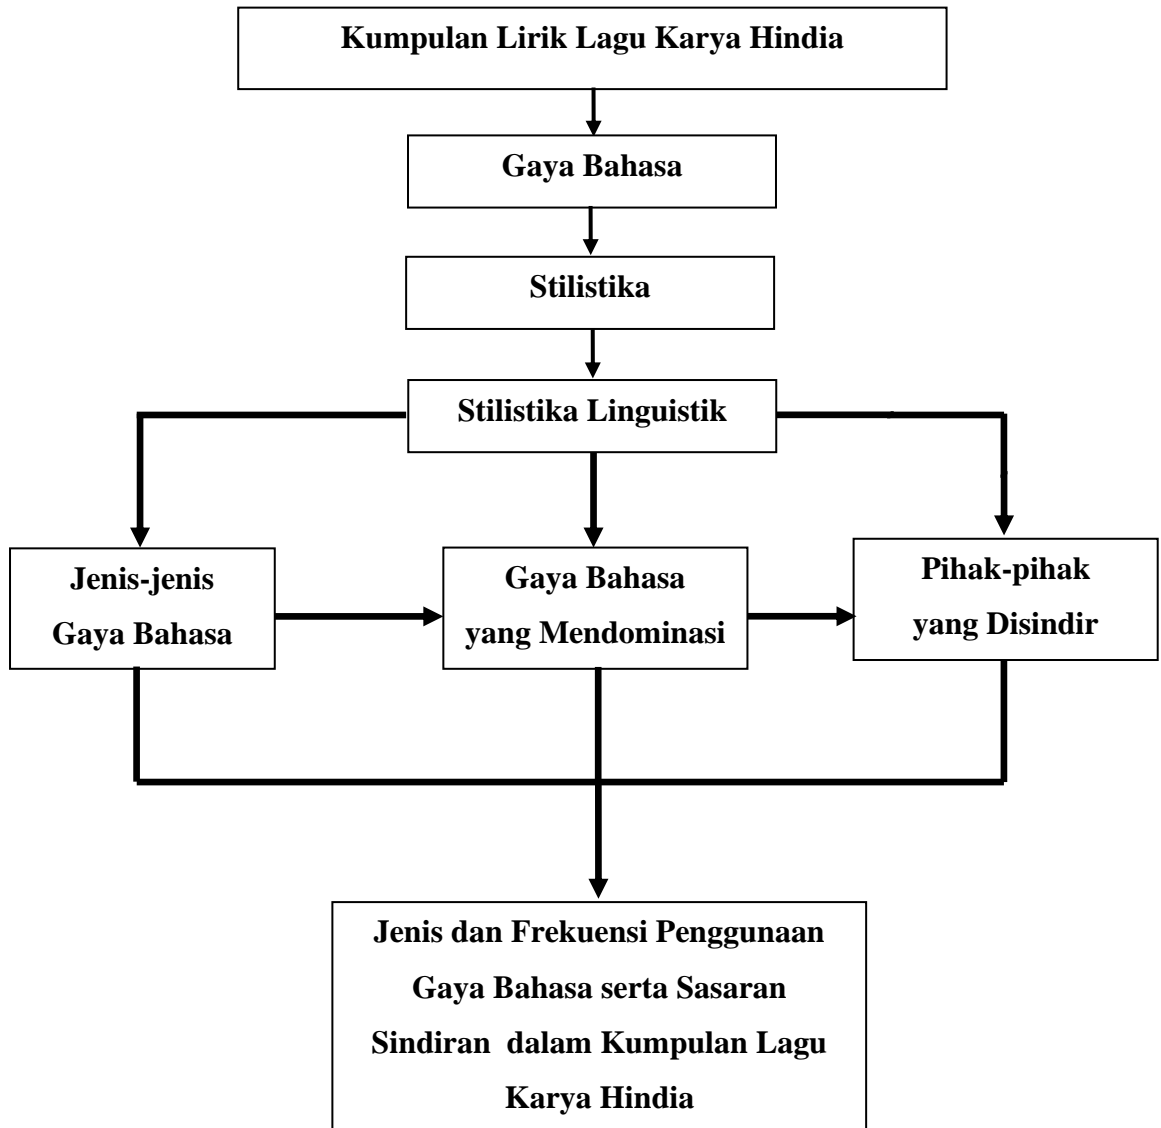 Kumpulan Lirik Lagu Karya Hindia
Gaya Bahasa
Stilistika
Stilistika Linguistik
Jenis-jenis
Gaya Bahasa
Gaya Bahasa
yang Mendominasi
Pihak-pihak
yang Disindir
Jenis dan Frekuensi Penggunaan
Gaya Bahasa serta Sasaran
Sindiran  dalam Kumpulan Lagu
Karya Hindia